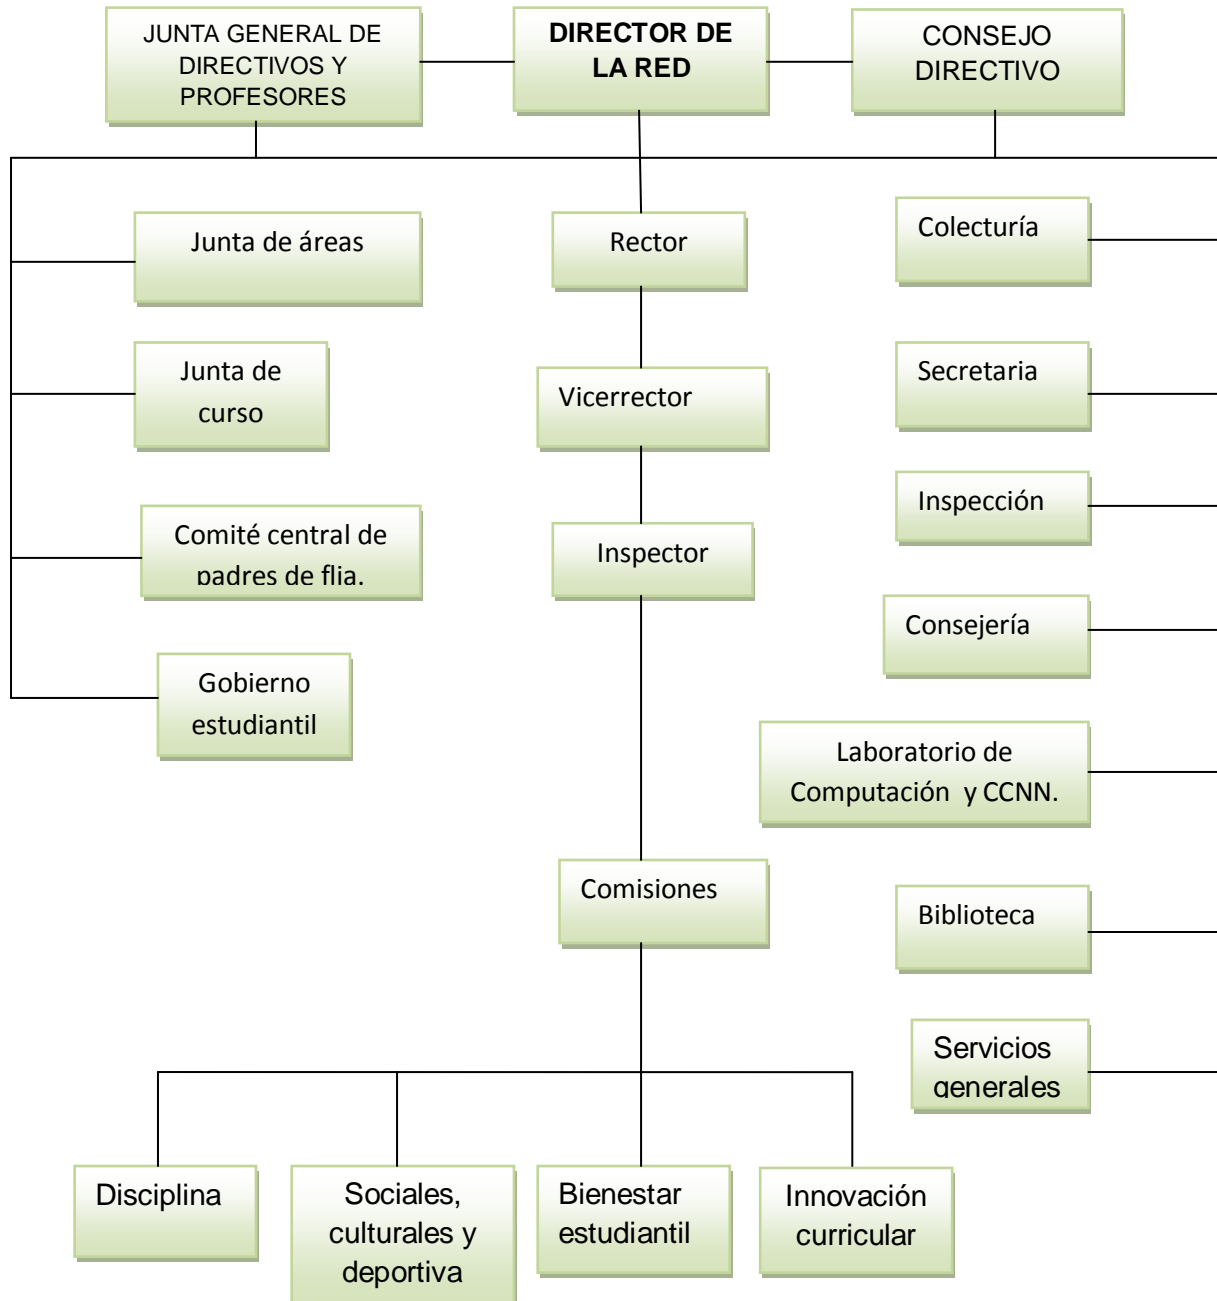 JUNTA GENERAL DE
DIRECTIVOS Y
PROFESORES
DIRECTOR DE
LA RED
CONSEJO
DIRECTIVO
Junta de áreas
Rector
Colecturía
Junta de
curso
Vicerrector
Secretaria
Comité central de
padres de flia.
Inspector
Inspección
Consejería
Gobierno
estudiantil
Laboratorio de
Computación y CCNN.
Comisiones
Biblioteca
Servicios
generales
Disciplina
Sociales,
culturales y
deportiva
Bienestar
estudiantil
Innovación
curricular